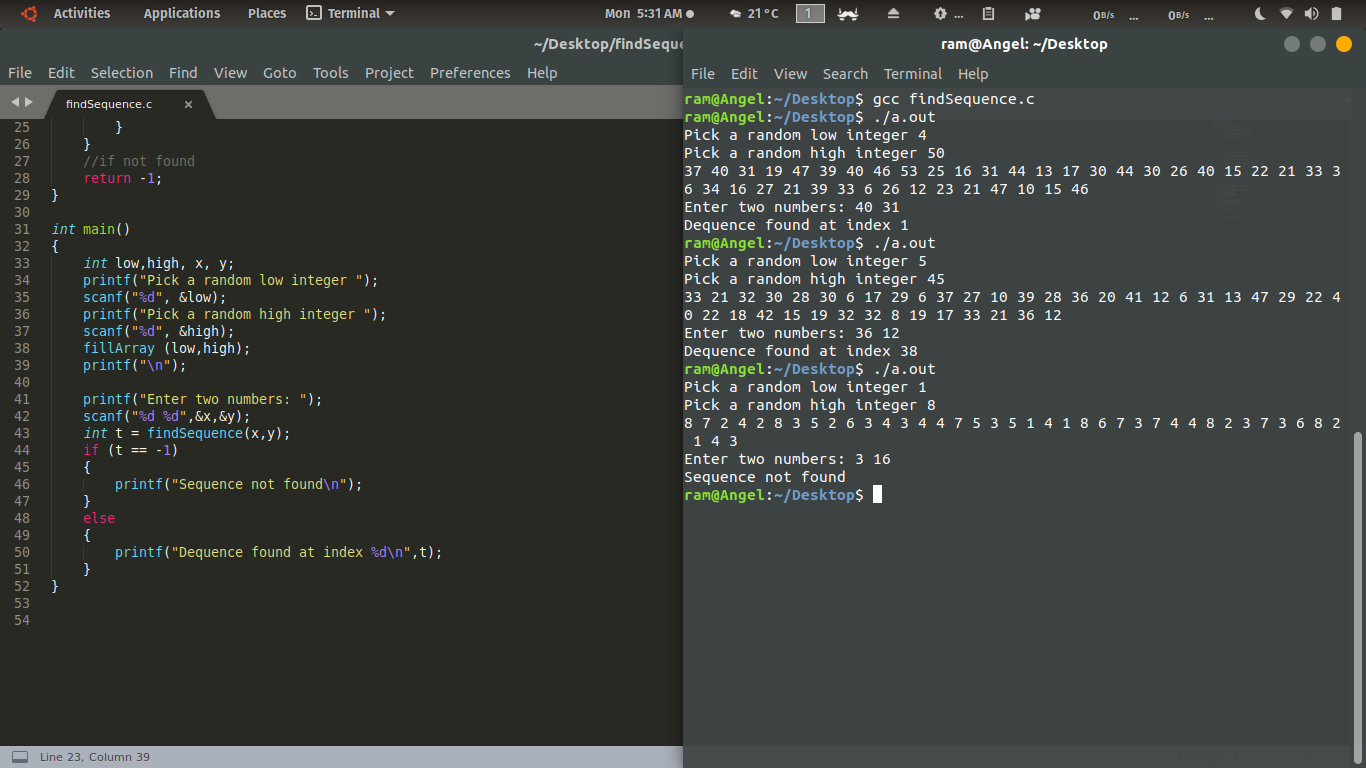 Activities Applications Places Terminal Mon 5:31 AM 21°C 1 ... 0B/s ... 0B/s ...
~/Desktop/findSeque
File Edit Selection Find View Goto Tools Project Preferences Help
findSequence.c ×
25 }
26 }
27 //if not found
28 return -1;
29 }
30
31 int main()
32 {
33 int low,high, x, y;
34 printf("Pick a random low integer ");
35 scanf("%d", &low);
36 printf("Pick a random high integer ");
37 scanf("%d", &high);
38 fillArray (low,high);
39 printf("\n");
40
41 printf("Enter two numbers: ");
42 scanf("%d %d",&x,&y);
43 int t = findSequence(x,y);
44 if (t == -1)
45 {
46 printf("Sequence not found\n");
47 }
48 else
49 {
50 printf("Dequence found at index %d\n",t);
51 }
52 }
53
54
Line 23, Column 39
ram@Angel: ~/Desktop
File Edit View Search Terminal Help
ram@Angel:~/Desktop$ gcc findSequence.c
ram@Angel:~/Desktop$ ./a.out
Pick a random low integer 4
Pick a random high integer 50
37 40 31 19 47 39 40 46 53 25 16 31 44 13 17 30 44 30 26 40 15 22 21 33 3
6 34 16 27 21 39 33 6 26 12 23 21 47 10 15 46
Enter two numbers: 40 31
Dequence found at index 1
ram@Angel:~/Desktop$ ./a.out
Pick a random low integer 5
Pick a random high integer 45
33 21 32 30 28 30 6 17 29 6 37 27 10 39 28 36 20 41 12 6 31 13 47 29 22 4
0 22 18 42 15 19 32 32 8 19 17 33 21 36 12
Enter two numbers: 36 12
Dequence found at index 38
ram@Angel:~/Desktop$ ./a.out
Pick a random low integer 1
Pick a random high integer 8
8 7 2 4 2 8 3 5 2 6 3 4 3 4 4 7 5 3 5 1 4 1 8 6 7 3 7 4 4 8 2 3 7 3 6 8 2
1 4 3
Enter two numbers: 3 16
Sequence not found
ram@Angel:~/Desktop$